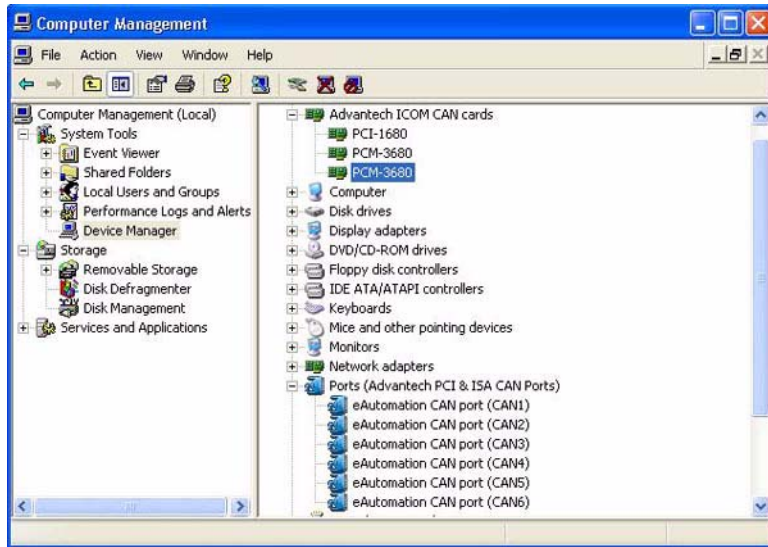 Computer Management
File Action View Window Help
Computer Management (Local)
System Tools
Event Viewer
Shared Folders
Local Users and Groups
Performance Logs and Alerts
Device Manager
Storage
Removable Storage
Disk Defragmenter
Disk Management
Services and Applications
Advantech ICOM CAN cards
PCI-1680
PCM-3680
PCM-3680
Computer
Disk drives
Display adapters
DVD/CD-ROM drives
Floppy disk controllers
IDE ATA/ATAPI controllers
Keyboards
Mice and other pointing devices
Monitors
Network adapters
Ports (Advantech PCI & ISA CAN Ports)
eAutomation CAN port (CAN1)
eAutomation CAN port (CAN2)
eAutomation CAN port (CAN3)
eAutomation CAN port (CAN4)
eAutomation CAN port (CAN5)
eAutomation CAN port (CAN6)